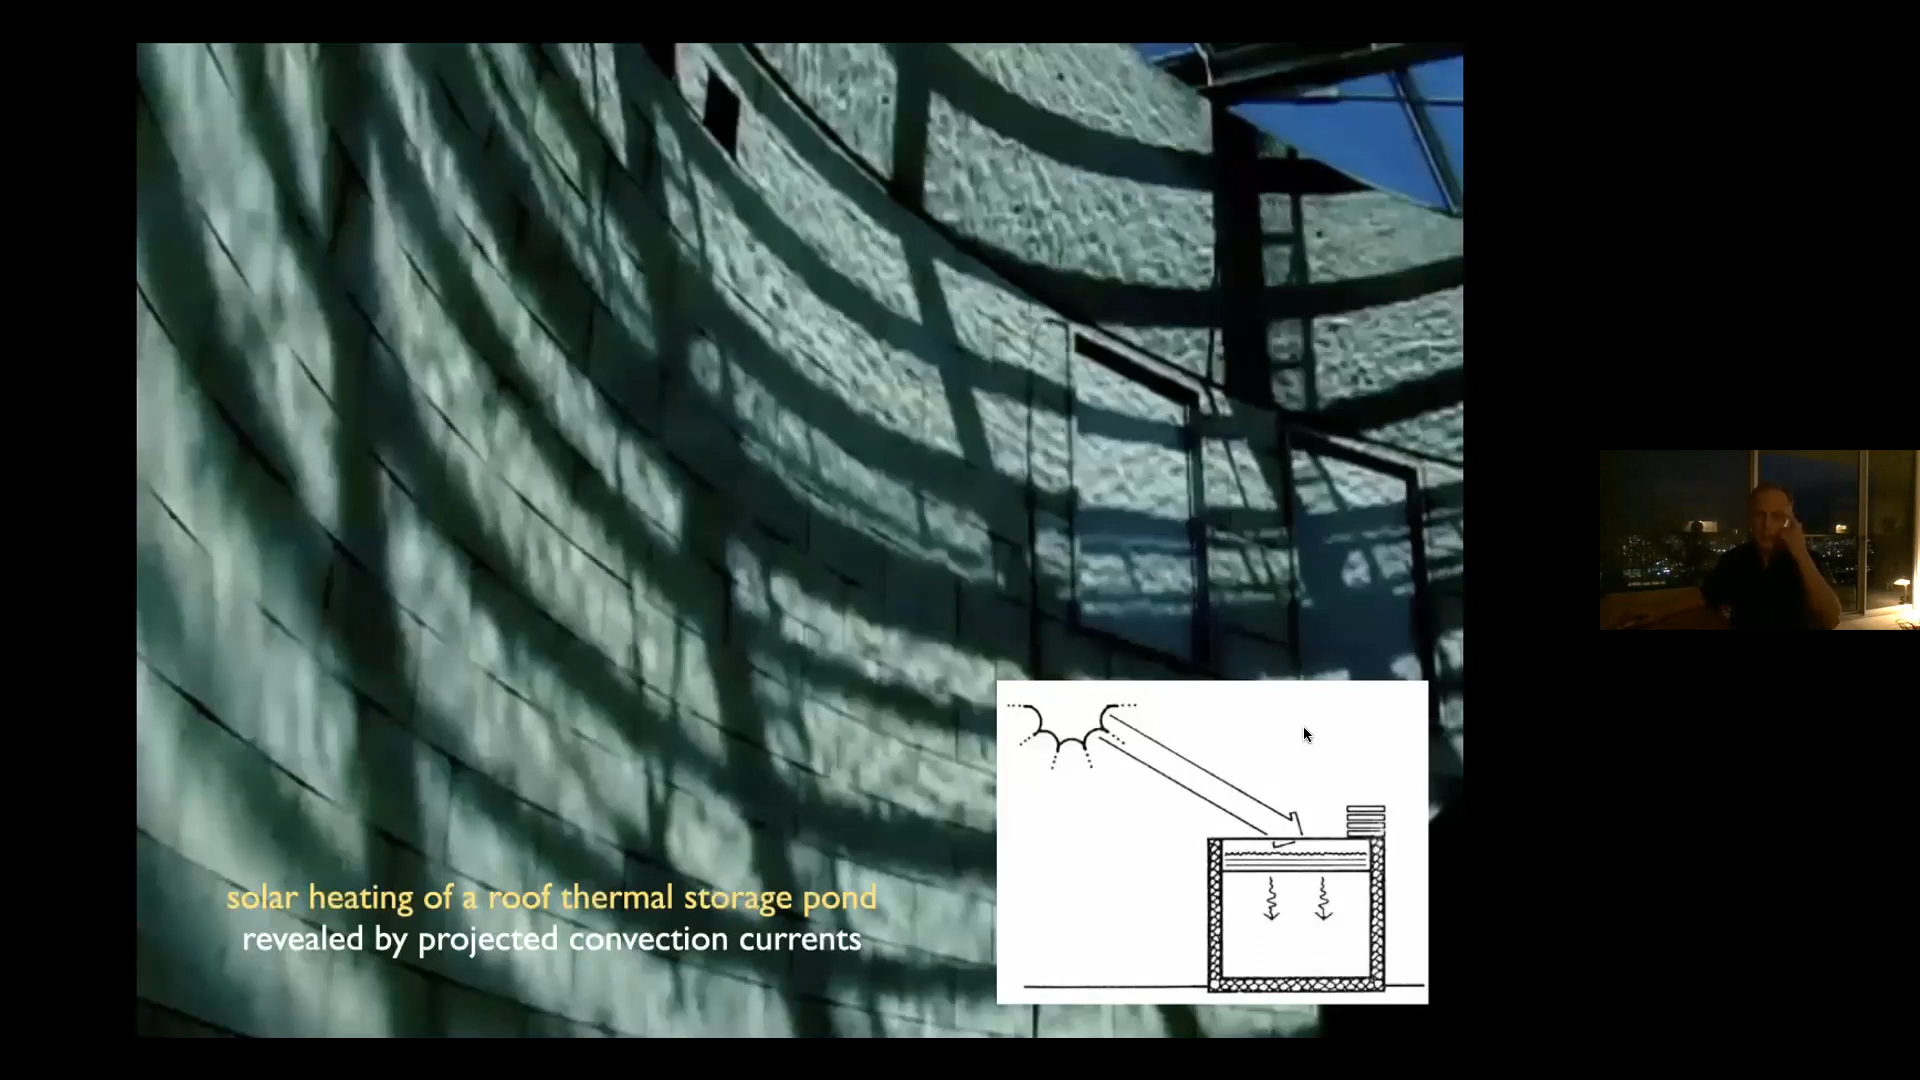 solar heating of a roof thermal storage pond
revealed by projected convection currents